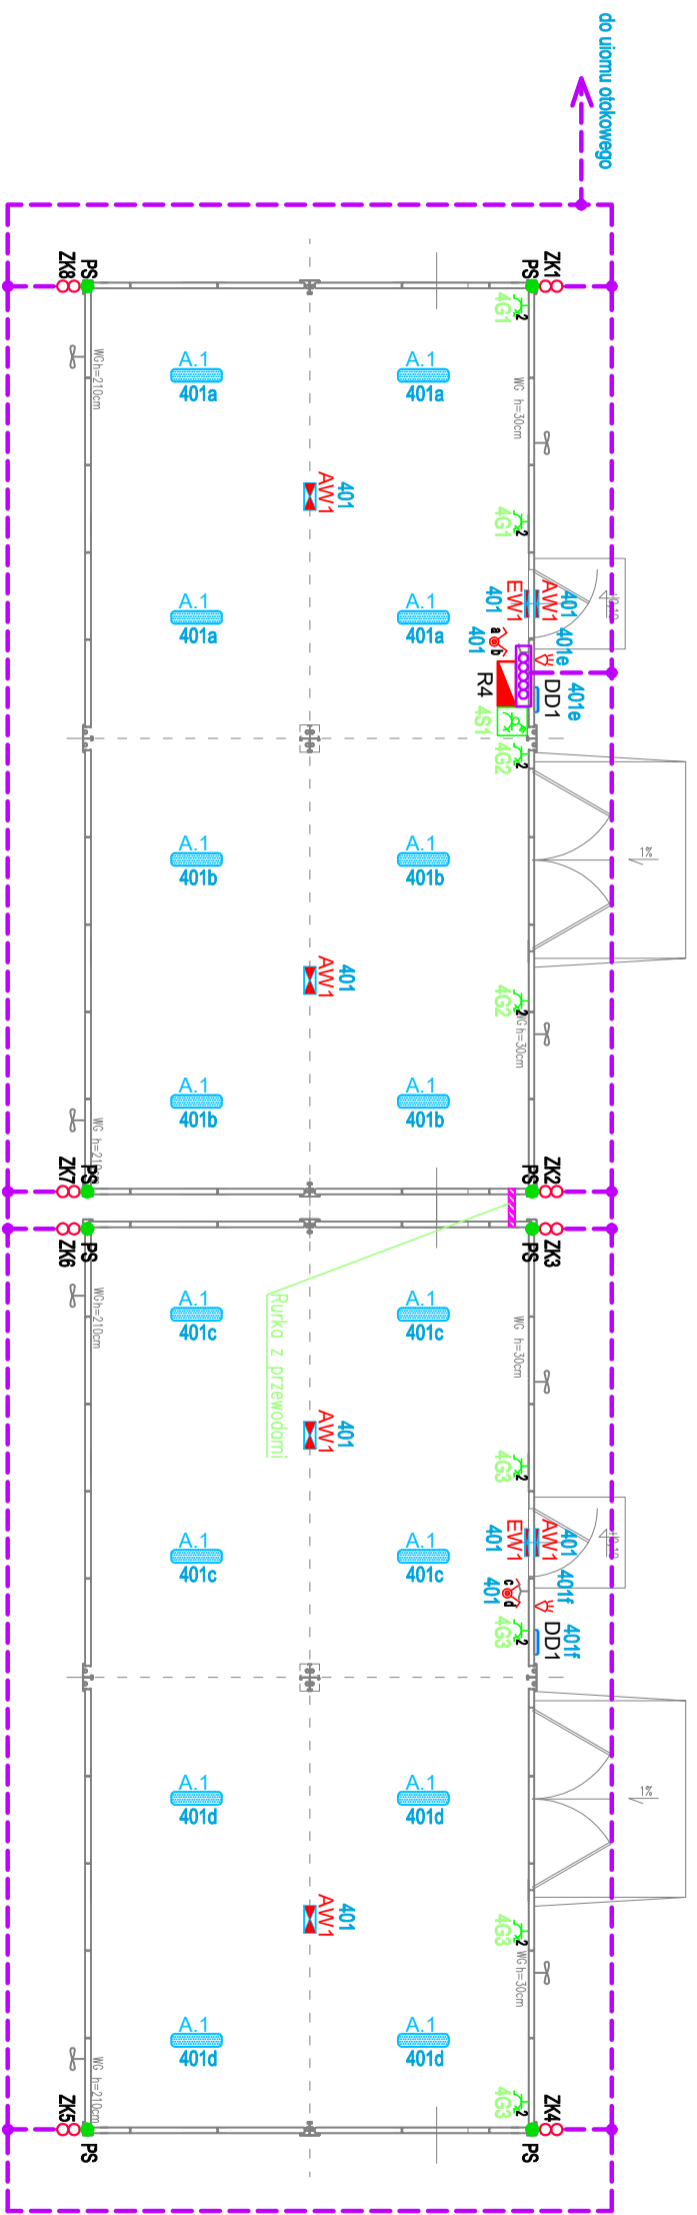 do uiomu otokowego
ZK1
PS
4G1
2
WG h=30cm
4G1
2
401
AW1
EW1
401
401e
a b
401
R4
DD1
401e
4S1
4G2
2
1%
4G2
2
WG h=30cm
ZK2
PS
ZK3
PS
WG h=30cm
4G3
2
401
AW1
EW1
401
401f
c d
401
DD1
401f
4G3
2
1%
4G3
2
WG h=30cm
4G3
2
ZK4
PS
A.1
401a
A.1
401a
A.1
401b
A.1
401b
A.1
401c
A.1
401c
A.1
401d
A.1
401d
401
AW1
401
AW1
401
AW1
401
AW1
Rurka z przewodami
A.1
401a
A.1
401a
A.1
401b
A.1
401b
A.1
401c
A.1
401c
A.1
401d
A.1
401d
PS
ZK8
WG h=210cm
WG h=210cm
PS
ZK7
PS
ZK6
WG h=210cm
WG h=210cm
ZK5
PS